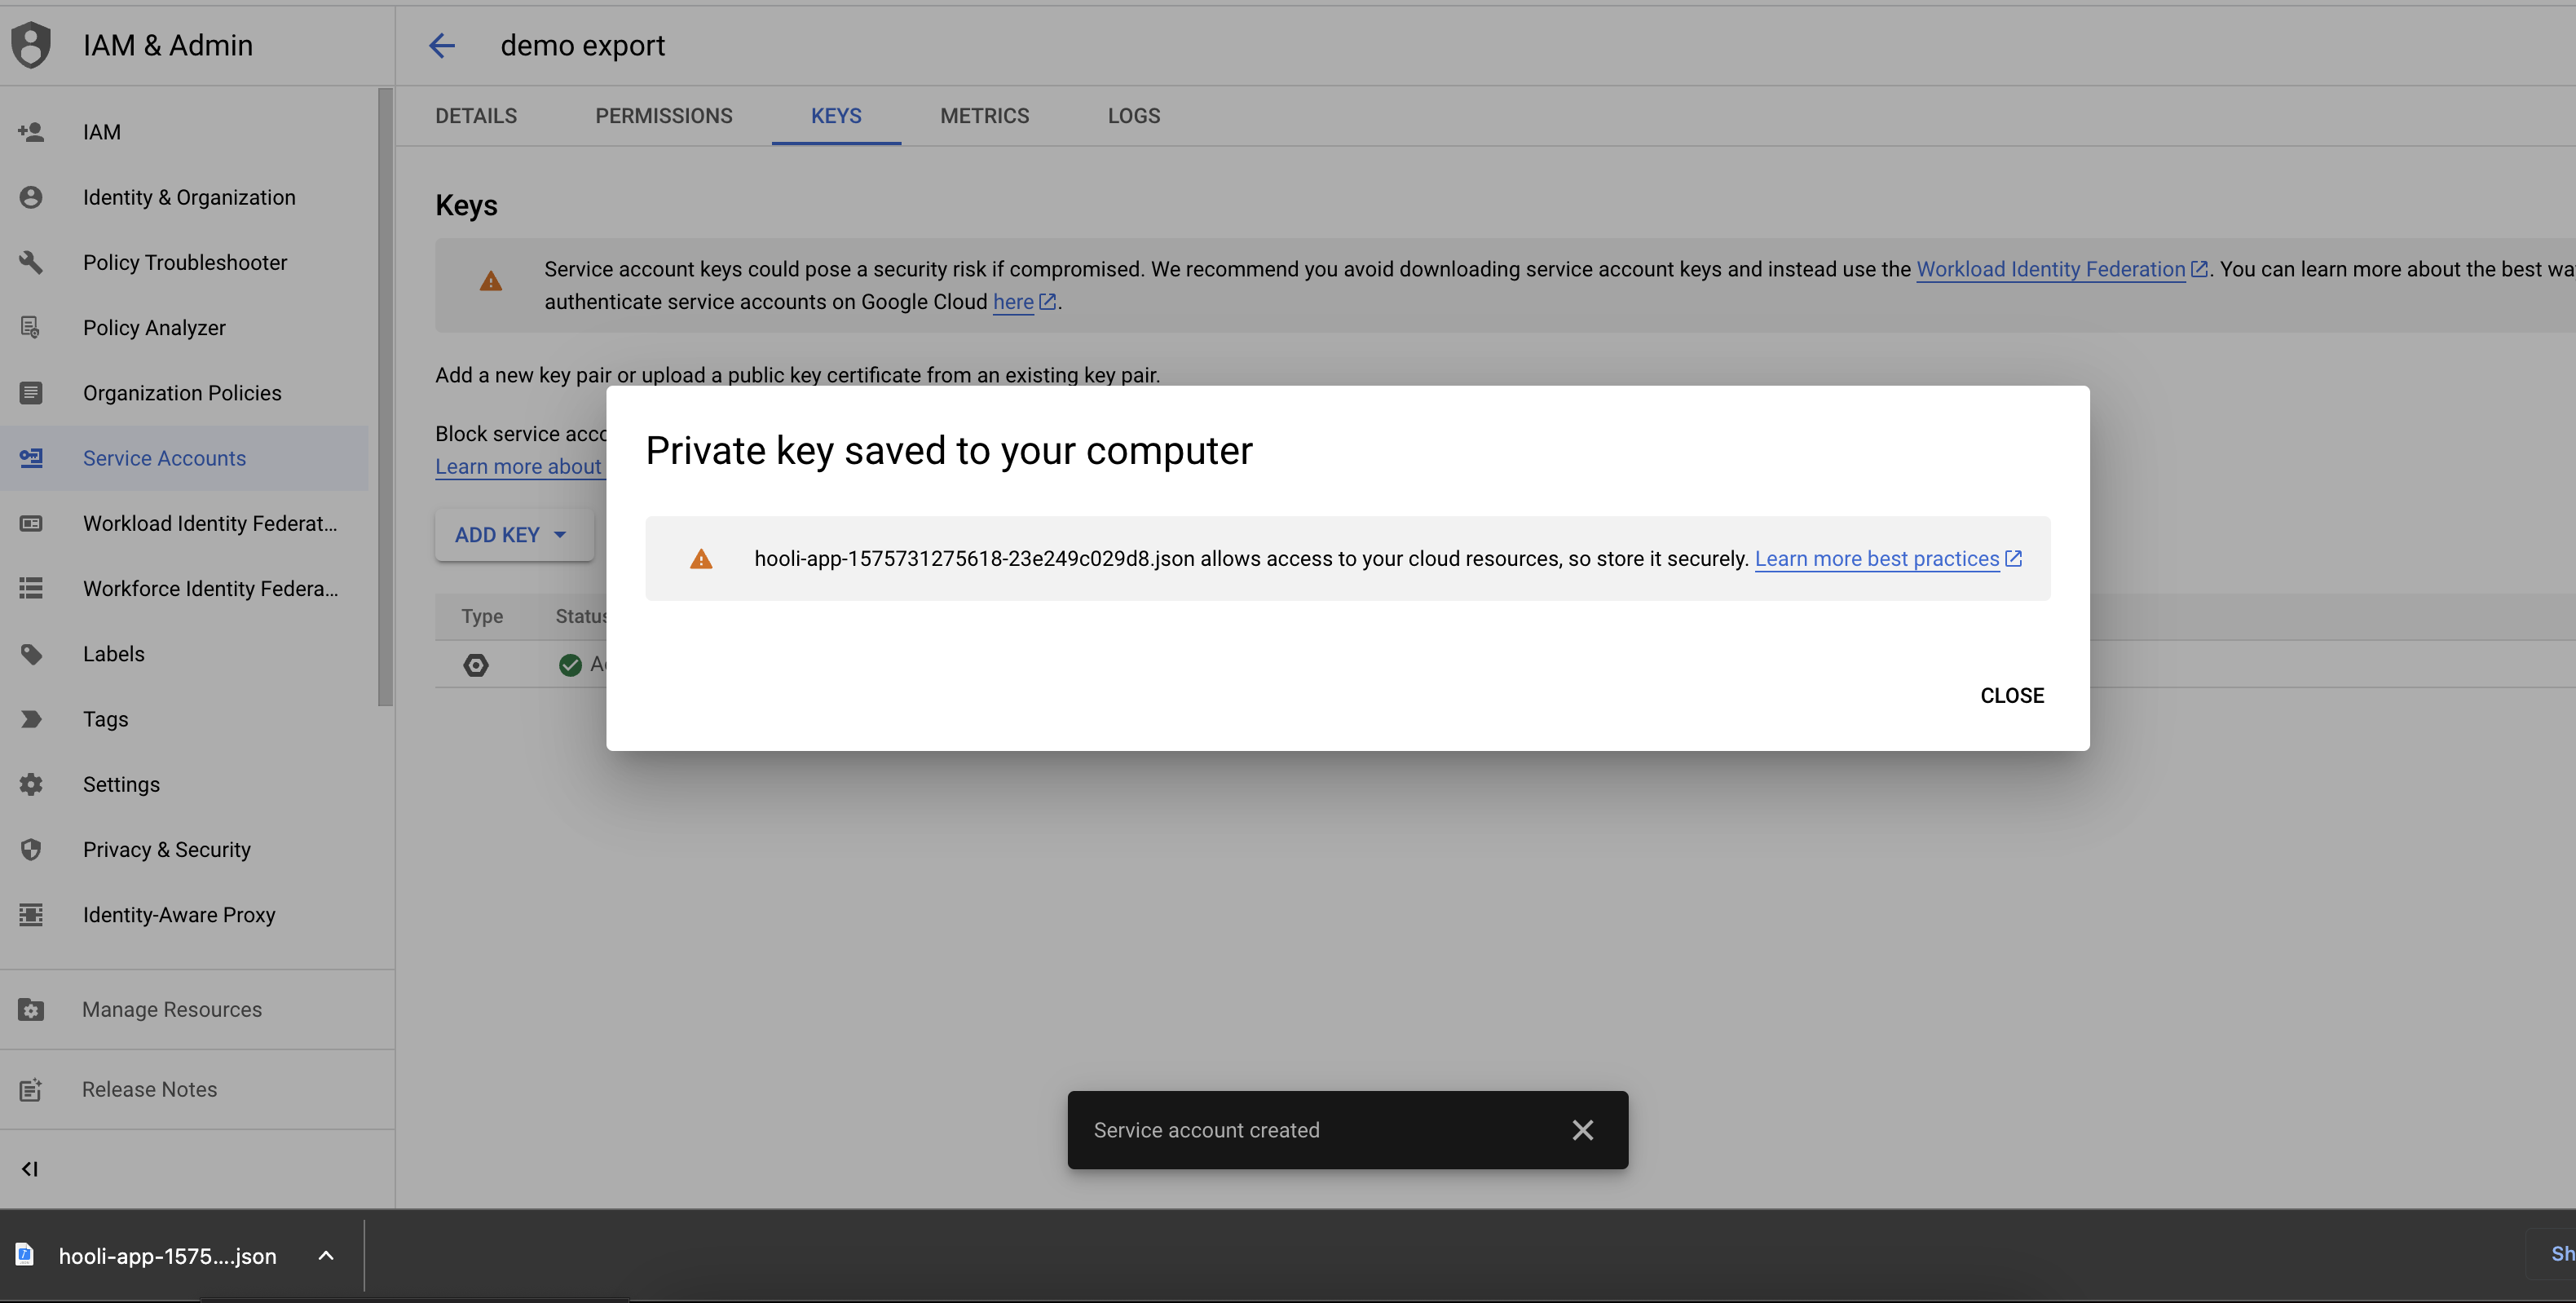 IAM & Admin
demo export
IAM
Identity & Organization
Policy Troubleshooter
Policy Analyzer
Organization Policies
Service Accounts
Workload Identity Federat...
Workforce Identity Federa...
Labels
Tags
Settings
Privacy & Security
Identity-Aware Proxy
Manage Resources
Release Notes
DETAILS PERMISSIONS KEYS METRICS LOGS
Keys
Service account keys could pose a security risk if compromised. We recommend you avoid downloading service account keys and instead use the Workload Identity Federation. You can learn more about the best
authenticate service accounts on Google Cloud here.
Add a new key pair or upload a public key certificate from an existing key pair.
Block service
Learn more about
ADD KEY
Type Status
Private key saved to your computer
hooli-app-1575731275618-23e249c029d8.json allows access to your cloud resources, so store it securely. Learn more best practices
CLOSE
Service account created
hooli-app-1575....json